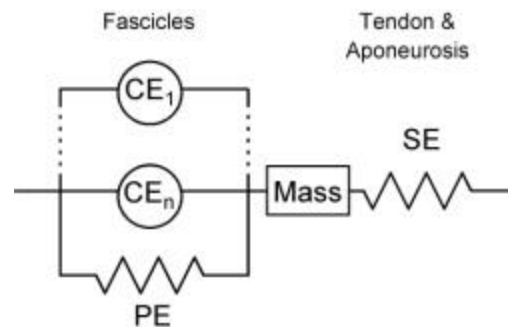 Fascicles
Tendon &
Aponeurosis
CE₁
SE
CEₙ
Mass
PE